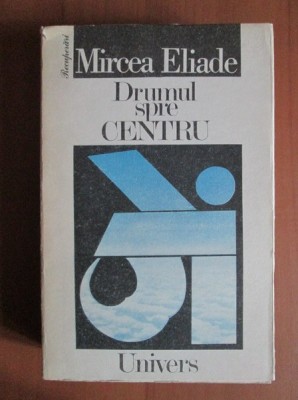 Recuperări
Mircea Eliade
Drumul
spre
CENTRU
Univers